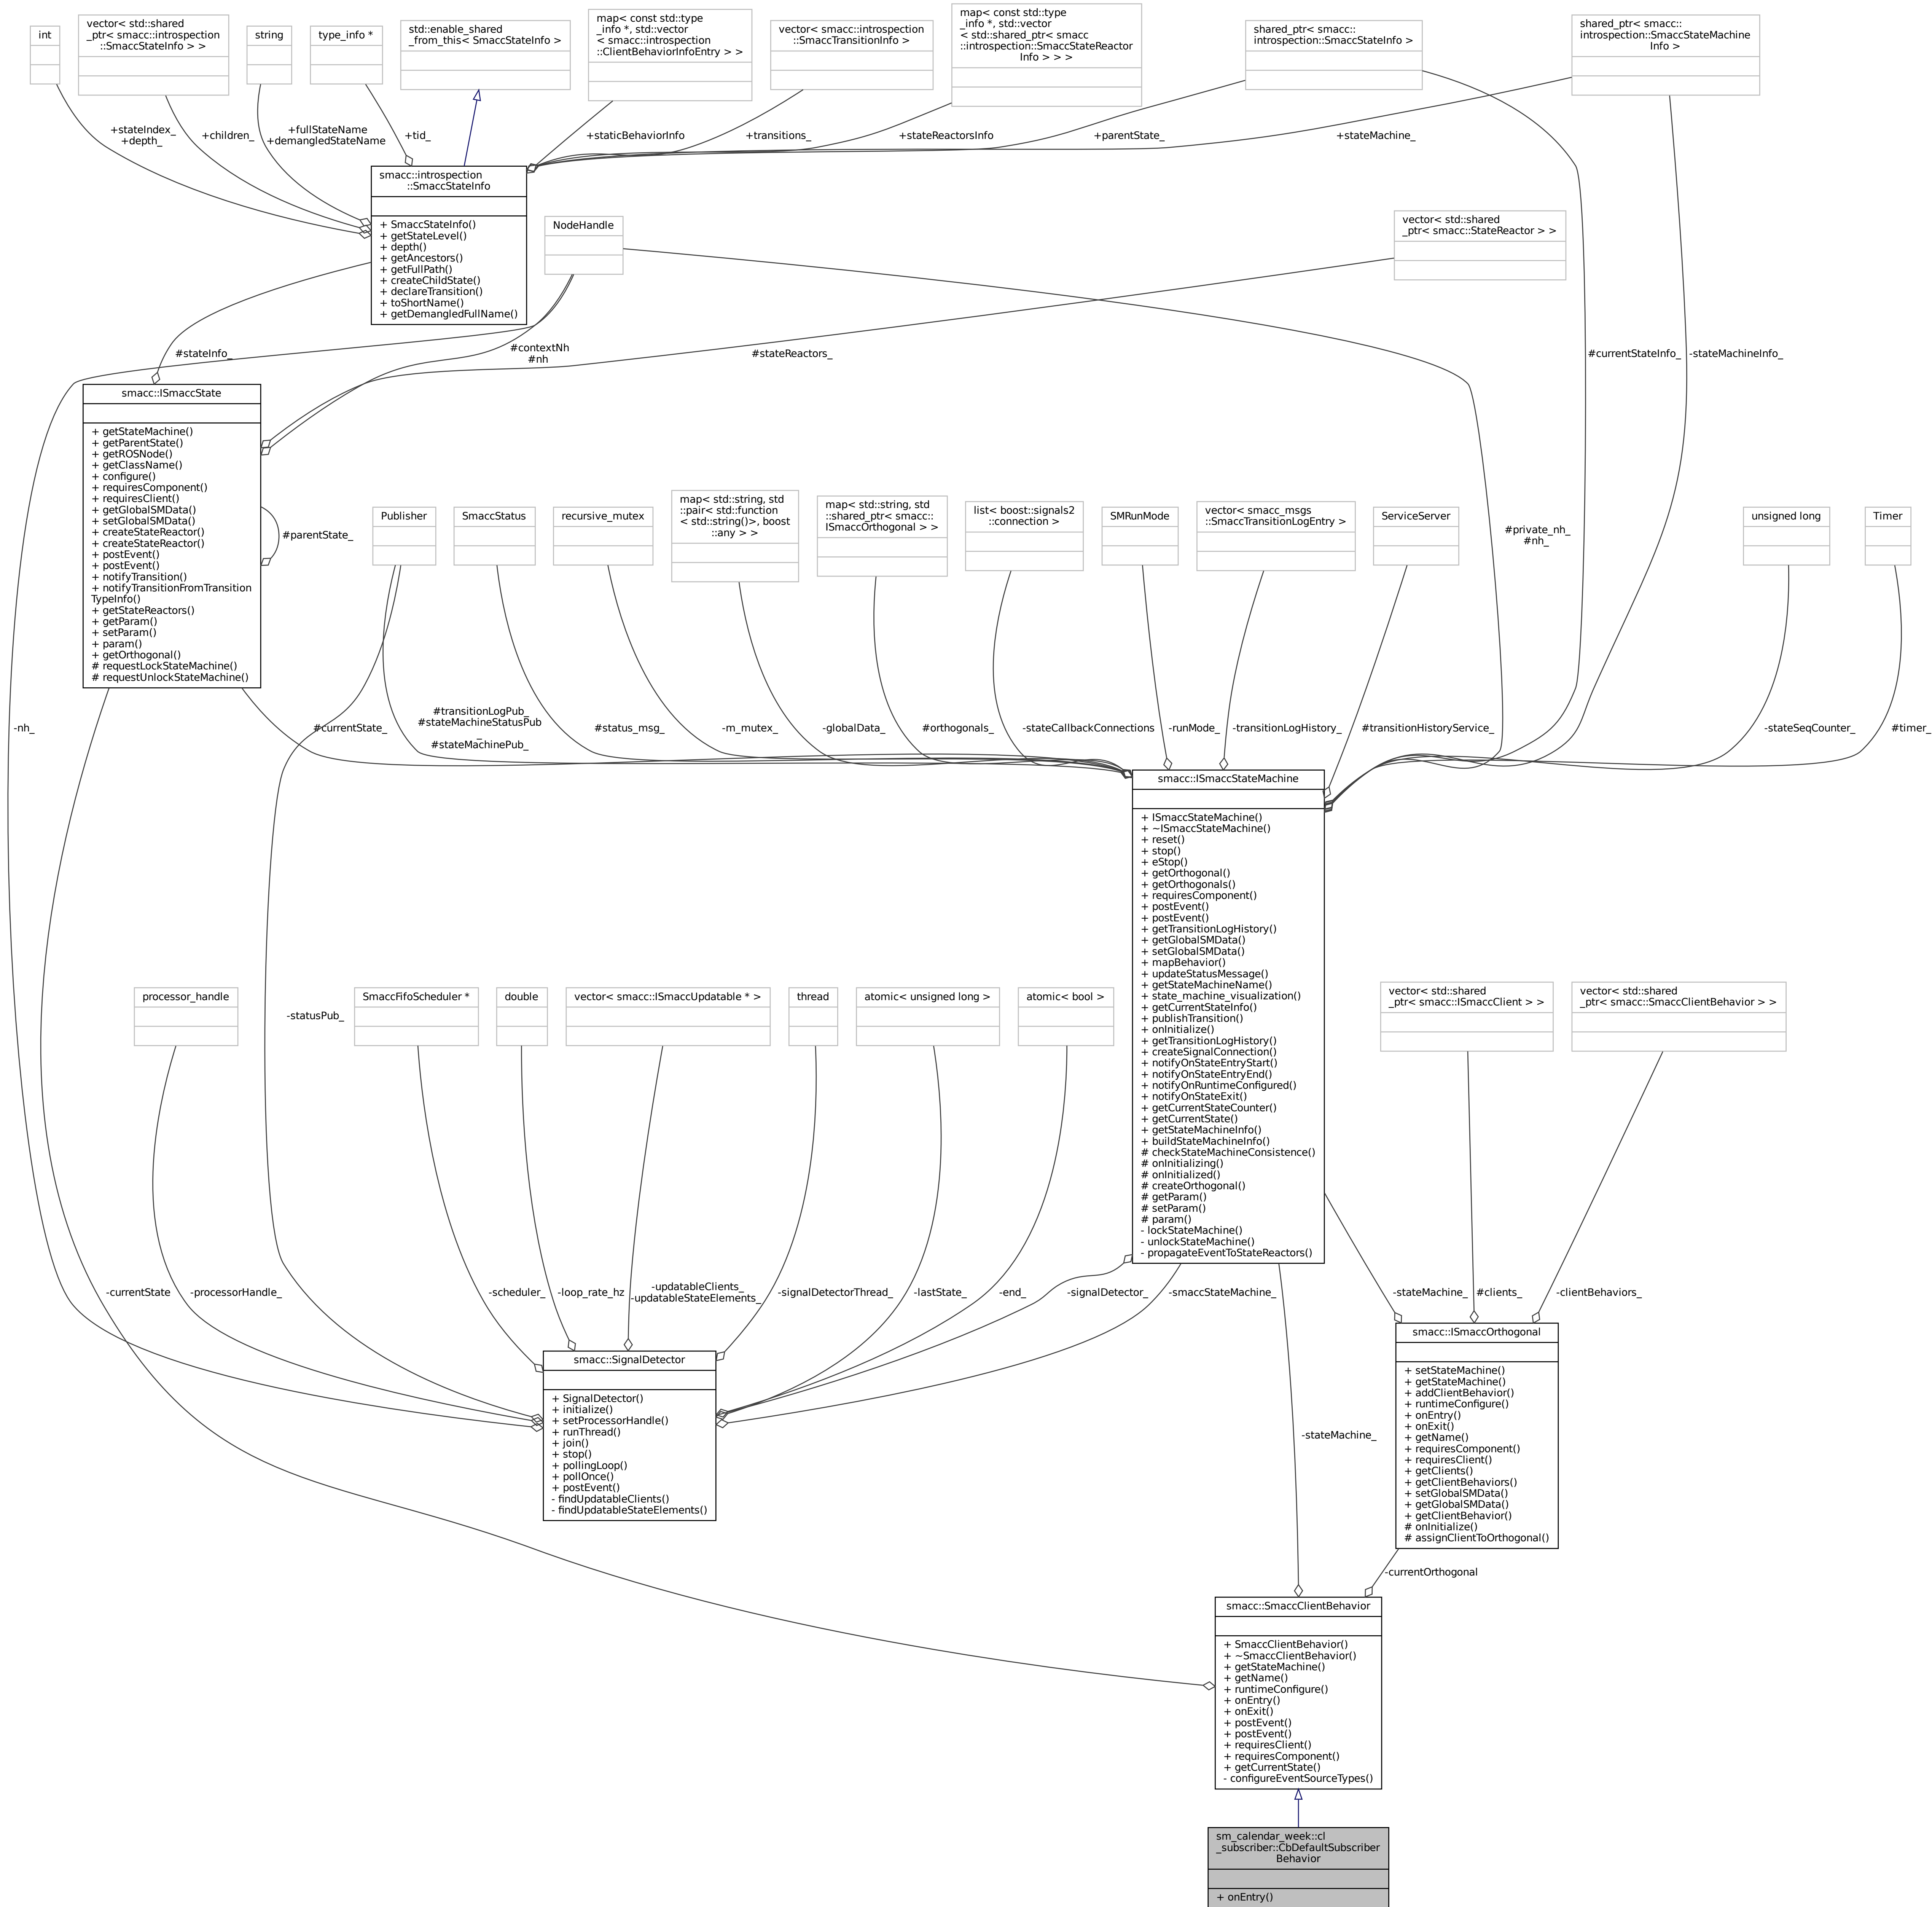 int
vector< std::shared
_ptr< smacc::introspection
::SmaccStateInfo > >
string
type_info *
std::enable_shared
_from_this< SmaccStateInfo >
map< const std::type
_info *, std::vector
< smacc::introspection
::ClientBehaviorInfoEntry > >
vector< smacc::introspection
::SmaccTransitionInfo >
map< const std::type
_info *, std::vector
< std::shared_ptr< smacc
::introspection::SmaccStateReactor
Info > > >
shared_ptr< smacc::
introspection::SmaccStateInfo >
shared_ptr< smacc::
introspection::SmaccStateMachine
Info >
+stateIndex_
+depth_
+children_
+fullStateName
+demangledStateName
+tid_
+staticBehaviorInfo
+transitions_
+stateReactorsInfo
+parentState_
+stateMachine_
smacc::introspection
::SmaccStateInfo
+ SmaccStateInfo()
+ getStateLevel()
+ depth()
+ getAncestors()
+ getFullPath()
+ createChildState()
+ declareTransition()
+ toShortName()
+ getDemangledFullName()
NodeHandle
vector< std::shared
_ptr< smacc::StateReactor > >
#stateInfo_
#contextNh
#nh
#stateReactors_
#currentStateInfo_
-stateMachineInfo_
smacc::ISmaccState
+ getStateMachine()
+ getParentState()
+ getROSNode()
+ getClassName()
+ configure()
+ requiresComponent()
+ requiresClient()
+ getGlobalSMData()
+ setGlobalSMData()
+ createStateReactor()
+ createStateReactor()
+ postEvent()
+ postEvent()
+ notifyTransition()
+ notifyTransitionFromTransition
TypeInfo()
+ getStateReactors()
+ getParam()
+ setParam()
+ param()
+ getOrthogonal()
# requestLockStateMachine()
# requestUnlockStateMachine()
#parentState_
Publisher
SmaccStatus
recursive_mutex
map< std::string, std
::pair< std::function
< std::string()>, boost
::any > >
map< std::string, std
::shared_ptr< smacc::
ISmaccOrthogonal > >
list< boost::signals2
::connection >
SMRunMode
vector< smacc_msgs
::SmaccTransitionLogEntry >
ServiceServer
#private_nh_
#nh_
unsigned long
Timer
-nh_
#currentState_
#transitionLogPub_
#stateMachineStatusPub
_
#stateMachinePub_
#status_msg_
-m_mutex_
-globalData_
#orthogonals_
-stateCallbackConnections
-runMode_
-transitionLogHistory_
#transitionHistoryService_
-stateSeqCounter_
#timer_
smacc::ISmaccStateMachine
+ ISmaccStateMachine()
+ ~ISmaccStateMachine()
+ reset()
+ stop()
+ eStop()
+ getOrthogonal()
+ getOrthogonals()
+ requiresComponent()
+ postEvent()
+ postEvent()
+ getTransitionLogHistory()
+ getGlobalSMData()
+ setGlobalSMData()
+ mapBehavior()
+ updateStatusMessage()
+ getStateMachineName()
+ state_machine_visualization()
+ getCurrentStateInfo()
+ publishTransition()
+ onInitialize()
+ getTransitionLogHistory()
+ createSignalConnection()
+ notifyOnStateEntryStart()
+ notifyOnStateEntryEnd()
+ notifyOnRuntimeConfigured()
+ notifyOnStateExit()
+ getCurrentStateCounter()
+ getCurrentState()
+ getStateMachineInfo()
+ buildStateMachineInfo()
# checkStateMachineConsistence()
# onInitializing()
# onInitialized()
# createOrthogonal()
# getParam()
# setParam()
# param()
- lockStateMachine()
- unlockStateMachine()
- propagateEventToStateReactors()
processor_handle
-statusPub_
SmaccFifoScheduler *
double
vector< smacc::ISmaccUpdatable * >
thread
atomic< unsigned long >
atomic< bool >
vector< std::shared
_ptr< smacc::ISmaccClient > >
vector< std::shared
_ptr< smacc::SmaccClientBehavior > >
-currentState
-processorHandle_
-scheduler_
-loop_rate_hz
-updatableClients_
-updatableStateElements_
-signalDetectorThread_
-lastState_
-end_
-signalDetector_
-smaccStateMachine_
-stateMachine_
#clients_
-clientBehaviors_
smacc::SignalDetector
+ SignalDetector()
+ initialize()
+ setProcessorHandle()
+ runThread()
+ join()
+ stop()
+ pollingLoop()
+ pollOnce()
+ postEvent()
- findUpdatableClients()
- findUpdatableStateElements()
-stateMachine_
smacc::ISmaccOrthogonal
+ setStateMachine()
+ getStateMachine()
+ addClientBehavior()
+ runtimeConfigure()
+ onEntry()
+ onExit()
+ getName()
+ requiresComponent()
+ requiresClient()
+ getClients()
+ getClientBehaviors()
+ setGlobalSMData()
+ getGlobalSMData()
+ getClientBehavior()
# onInitialize()
# assignClientToOrthogonal()
-currentOrthogonal
smacc::SmaccClientBehavior
+ SmaccClientBehavior()
+ ~SmaccClientBehavior()
+ getStateMachine()
+ getName()
+ runtimeConfigure()
+ onEntry()
+ onExit()
+ postEvent()
+ postEvent()
+ requiresClient()
+ requiresComponent()
+ getCurrentState()
- configureEventSourceTypes()
sm_calendar_week::cl
_subscriber::CbDefaultSubscriber
Behavior
+ onEntry()